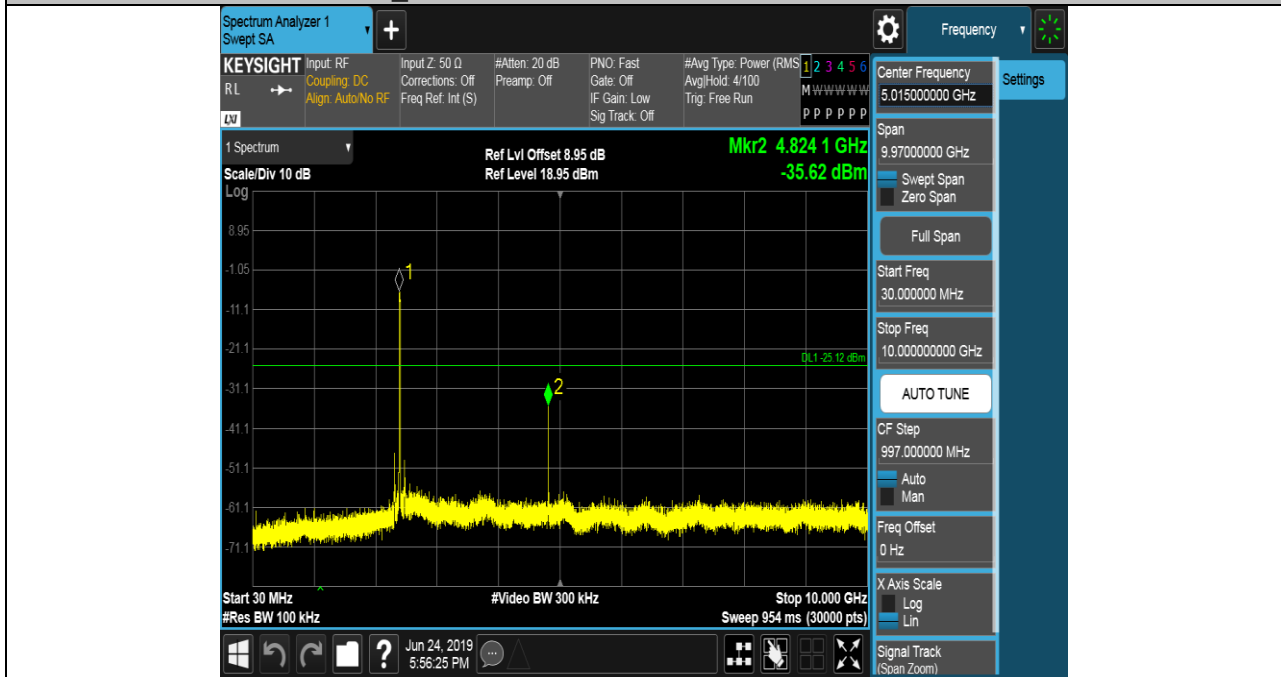 Spectrum Analyzer 1
Swept SA
Frequency
KEYSIGHT
RL
LXI
Input: RF
Coupling: DC
Align: Auto/No RF
Input Z: 50 Ω
Corrections: Off
Freq Ref: Int (S)
#Atten: 20 dB
Preamp: Off
PNO: Fast
Gate: Off
IF Gain: Low
Sig Track: Off
#Avg Type: Power (RMS
Avg|Hold: 4/100
Trig: Free Run
1 2 3 4 5 6
M W W W W W
P P P P P P
1 Spectrum
Scale/Div 10 dB
Ref Lvl Offset 8.95 dB
Ref Level 18.95 dBm
Mkr2 4.824 1 GHz
-35.62 dBm
Log
8.95
-1.05
-11.1
-21.1
-31.1
-41.1
-51.1
-61.1
-71.1
1
2
DL1 -25.12 dBm
Start 30 MHz
#Res BW 100 kHz
#Video BW 300 kHz
Stop 10.000 GHz
Sweep 954 ms (30000 pts)
Center Frequency
5.015000000 GHz
Span
9.97000000 GHz
Swept Span
Zero Span
Full Span
Start Freq
30.000000 MHz
Stop Freq
10.000000000 GHz
AUTO TUNE
CF Step
997.000000 MHz
Auto
Man
Freq Offset
0 Hz
X Axis Scale
Log
Lin
Signal Track
(Span Zoom)
Settings
Jun 24, 2019
5:56:25 PM